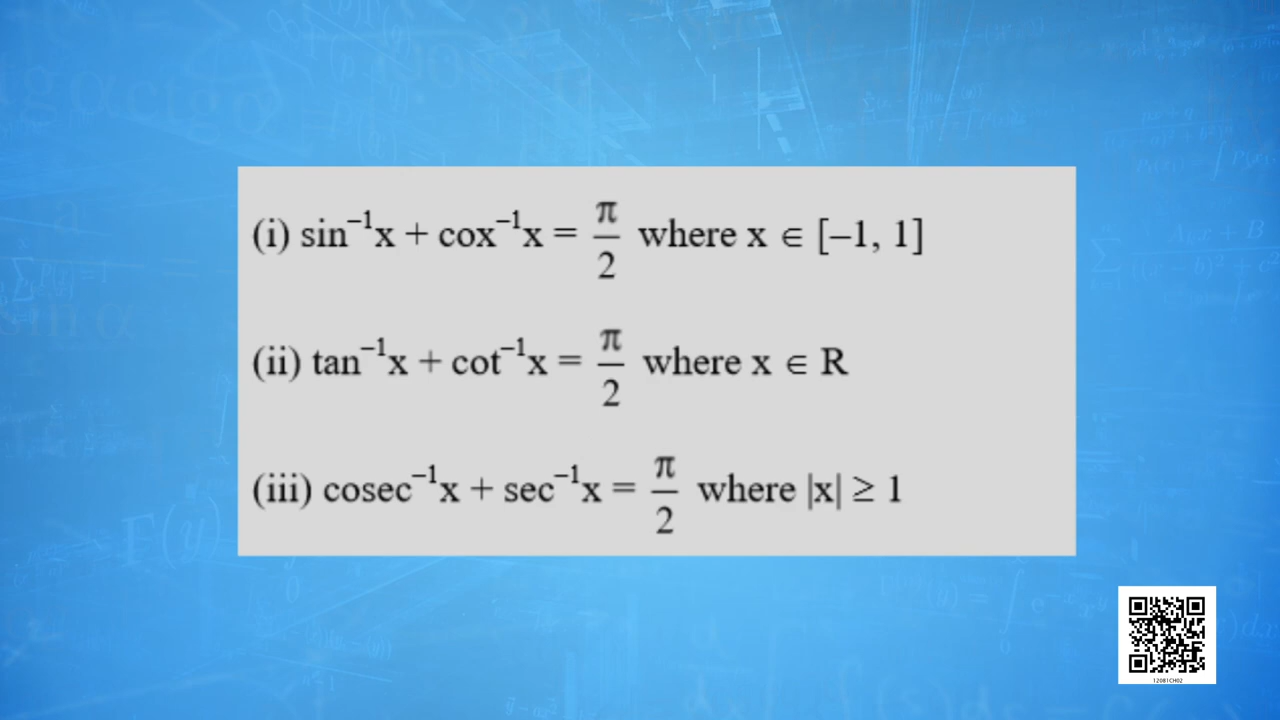 (i) sin⁻¹x + cox⁻¹x = π/2 where x ∈ [–1, 1]
(ii) tan⁻¹x + cot⁻¹x = π/2 where x ∈ R
(iii) cosec⁻¹x + sec⁻¹x = π/2 where |x| ≥ 1
12081CH02